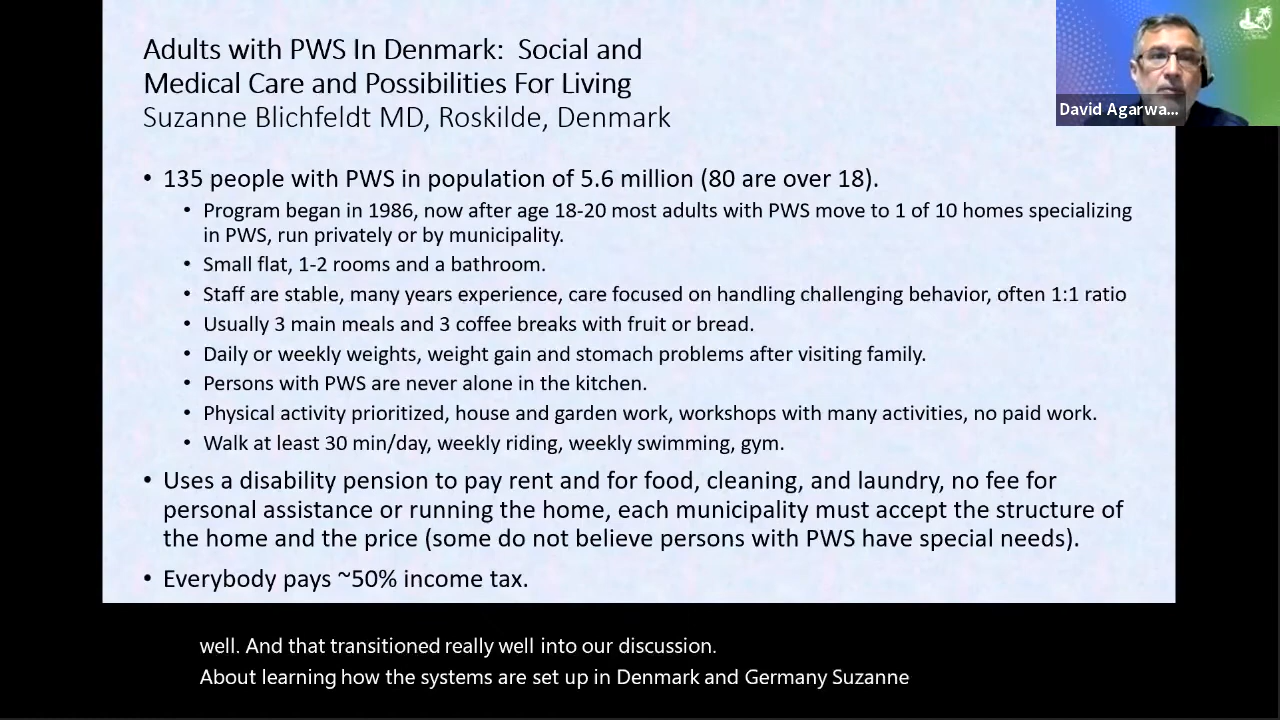 Adults with PWS In Denmark: Social and
Medical Care and Possibilities For Living
Suzanne Blichfeldt MD, Roskilde, Denmark
David Agarwa...
• 135 people with PWS in population of 5.6 million (80 are over 18).
• Program began in 1986, now after age 18-20 most adults with PWS move to 1 of 10 homes specializing
in PWS, run privately or by municipality.
• Small flat, 1-2 rooms and a bathroom.
• Staff are stable, many years experience, care focused on handling challenging behavior, often 1:1 ratio
• Usually 3 main meals and 3 coffee breaks with fruit or bread.
• Daily or weekly weights, weight gain and stomach problems after visiting family.
• Persons with PWS are never alone in the kitchen.
• Physical activity prioritized, house and garden work, workshops with many activities, no paid work.
• Walk at least 30 min/day, weekly riding, weekly swimming, gym.
• Uses a disability pension to pay rent and for food, cleaning, and laundry, no fee for
personal assistance or running the home, each municipality must accept the structure of
the home and the price (some do not believe persons with PWS have special needs).
• Everybody pays ~50% income tax.
well. And that transitioned really well into our discussion.
About learning how the systems are set up in Denmark and Germany Suzanne